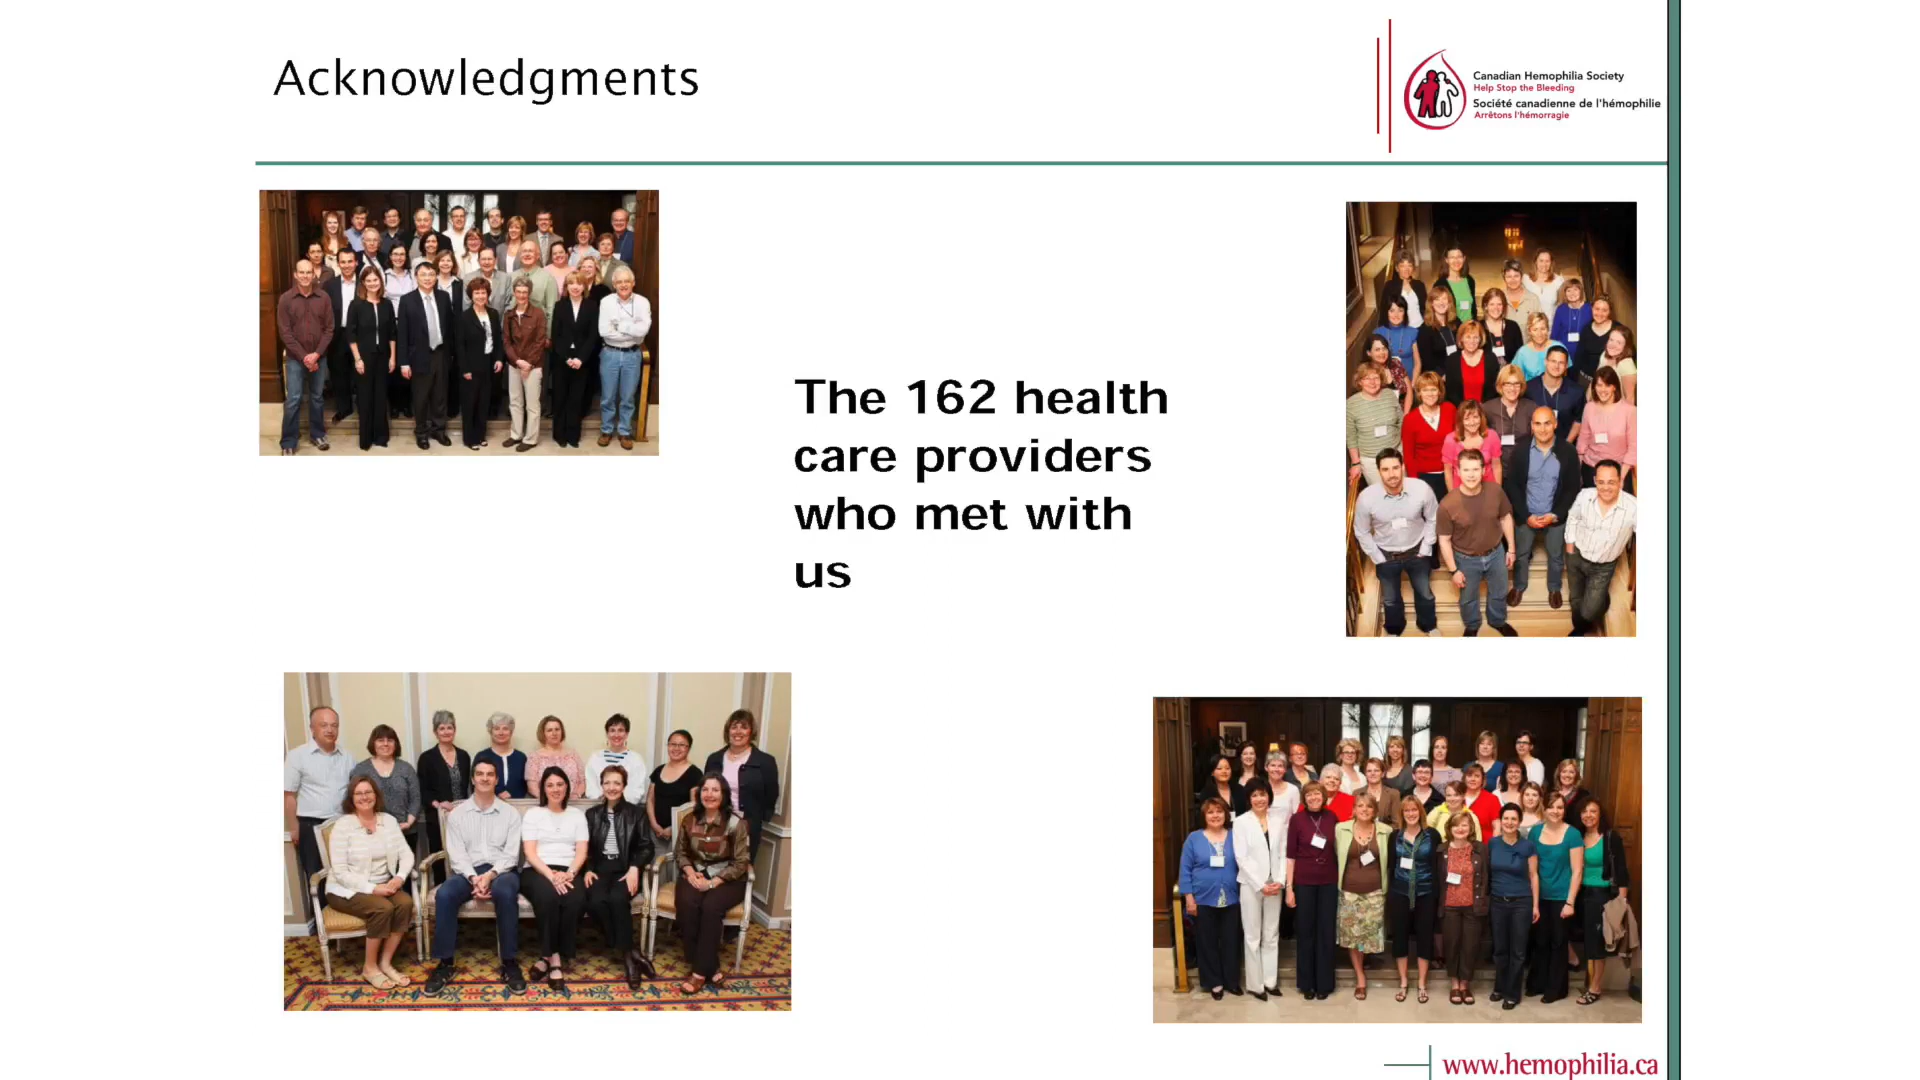 Acknowledgments
Canadian Hemophilia Society
Help Stop the Bleeding
Société canadienne de l'hémophilie
Arrêtons l'hémorragie
The 162 health
care providers
who met with
us
www.hemophilia.ca